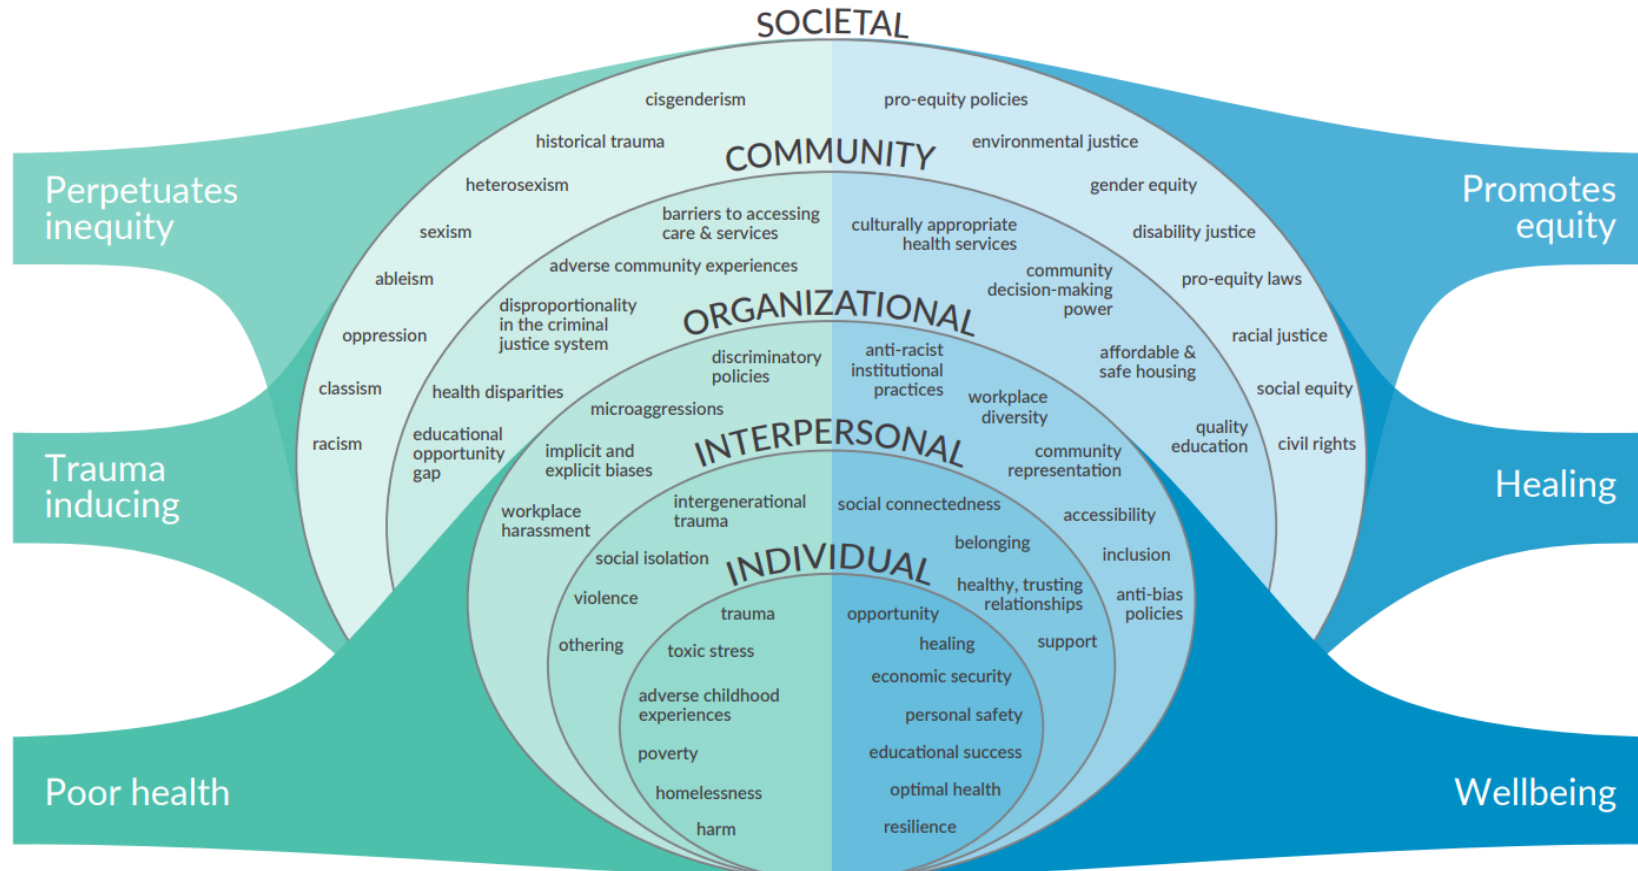 SOCIETAL
cisgenderism
pro-equity policies
historical trauma
environmental justice
COMMUNITY
heterosexism
gender equity
Perpetuates
inequity
Promotes
equity
barriers to accessing
care & services
culturally appropriate
health services
sexism
disability justice
adverse community experiences
community
decision-making
power
ableism
pro-equity laws
disproportionality
in the criminal
justice system
ORGANIZATIONAL
oppression
racial justice
discriminatory
policies
anti-racist
institutional
practices
affordable &
safe housing
classism
social equity
health disparities
microaggressions
workplace
diversity
educational
opportunity
gap
quality
education
racism
civil rights
INTERPERSONAL
implicit and
explicit biases
community
representation
Trauma
inducing
Healing
intergenerational
trauma
social connectedness
workplace
harassment
accessibility
social isolation
belonging
inclusion
INDIVIDUAL
violence
healthy, trusting
relationships
anti-bias
policies
trauma
opportunity
othering
toxic stress
healing
support
economic security
adverse childhood
experiences
personal safety
poverty
educational success
Poor health
homelessness
optimal health
Wellbeing
harm
resilience